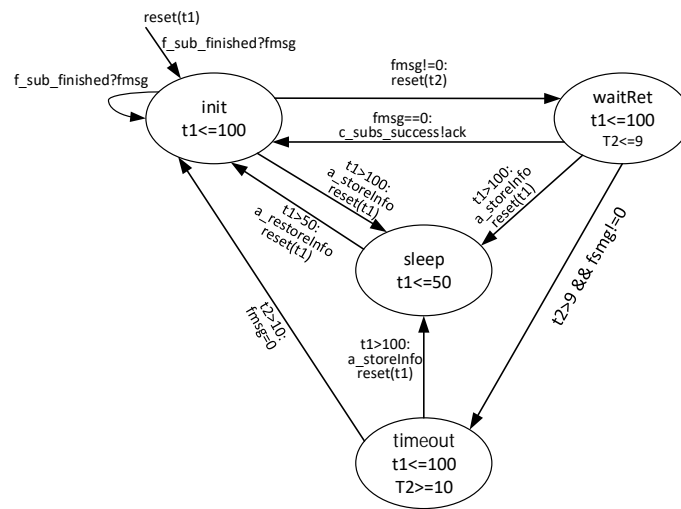 reset(t1)
f_sub_finished?fmsg
f_sub_finished?fmsg
init
t1<=100
fmsg!=0:
reset(t2)
fmsg==0:
c_subs_success!ack
waitRet
t1<=100
T2<=9
t1>100:
a_storeInfo
reset(t1)
t1>50:
a_restoreInfo
reset(t1)
t1>100:
a_storeInfo
reset(t1)
sleep
t1<=50
t2>9 && fsmg!=0
t2>10:
fmsg=0
t1>100:
a_storeInfo
reset(t1)
timeout
t1<=100
T2>=10